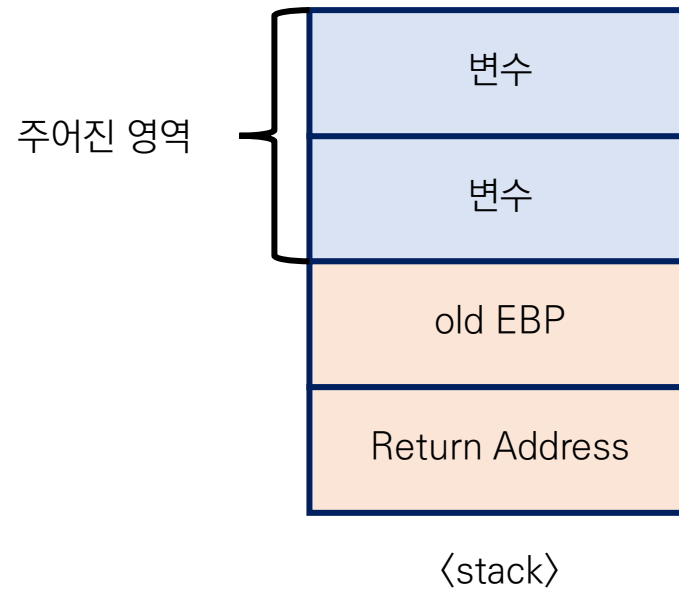 변수
주어진 영역
변수
old EBP
Return Address
〈stack〉